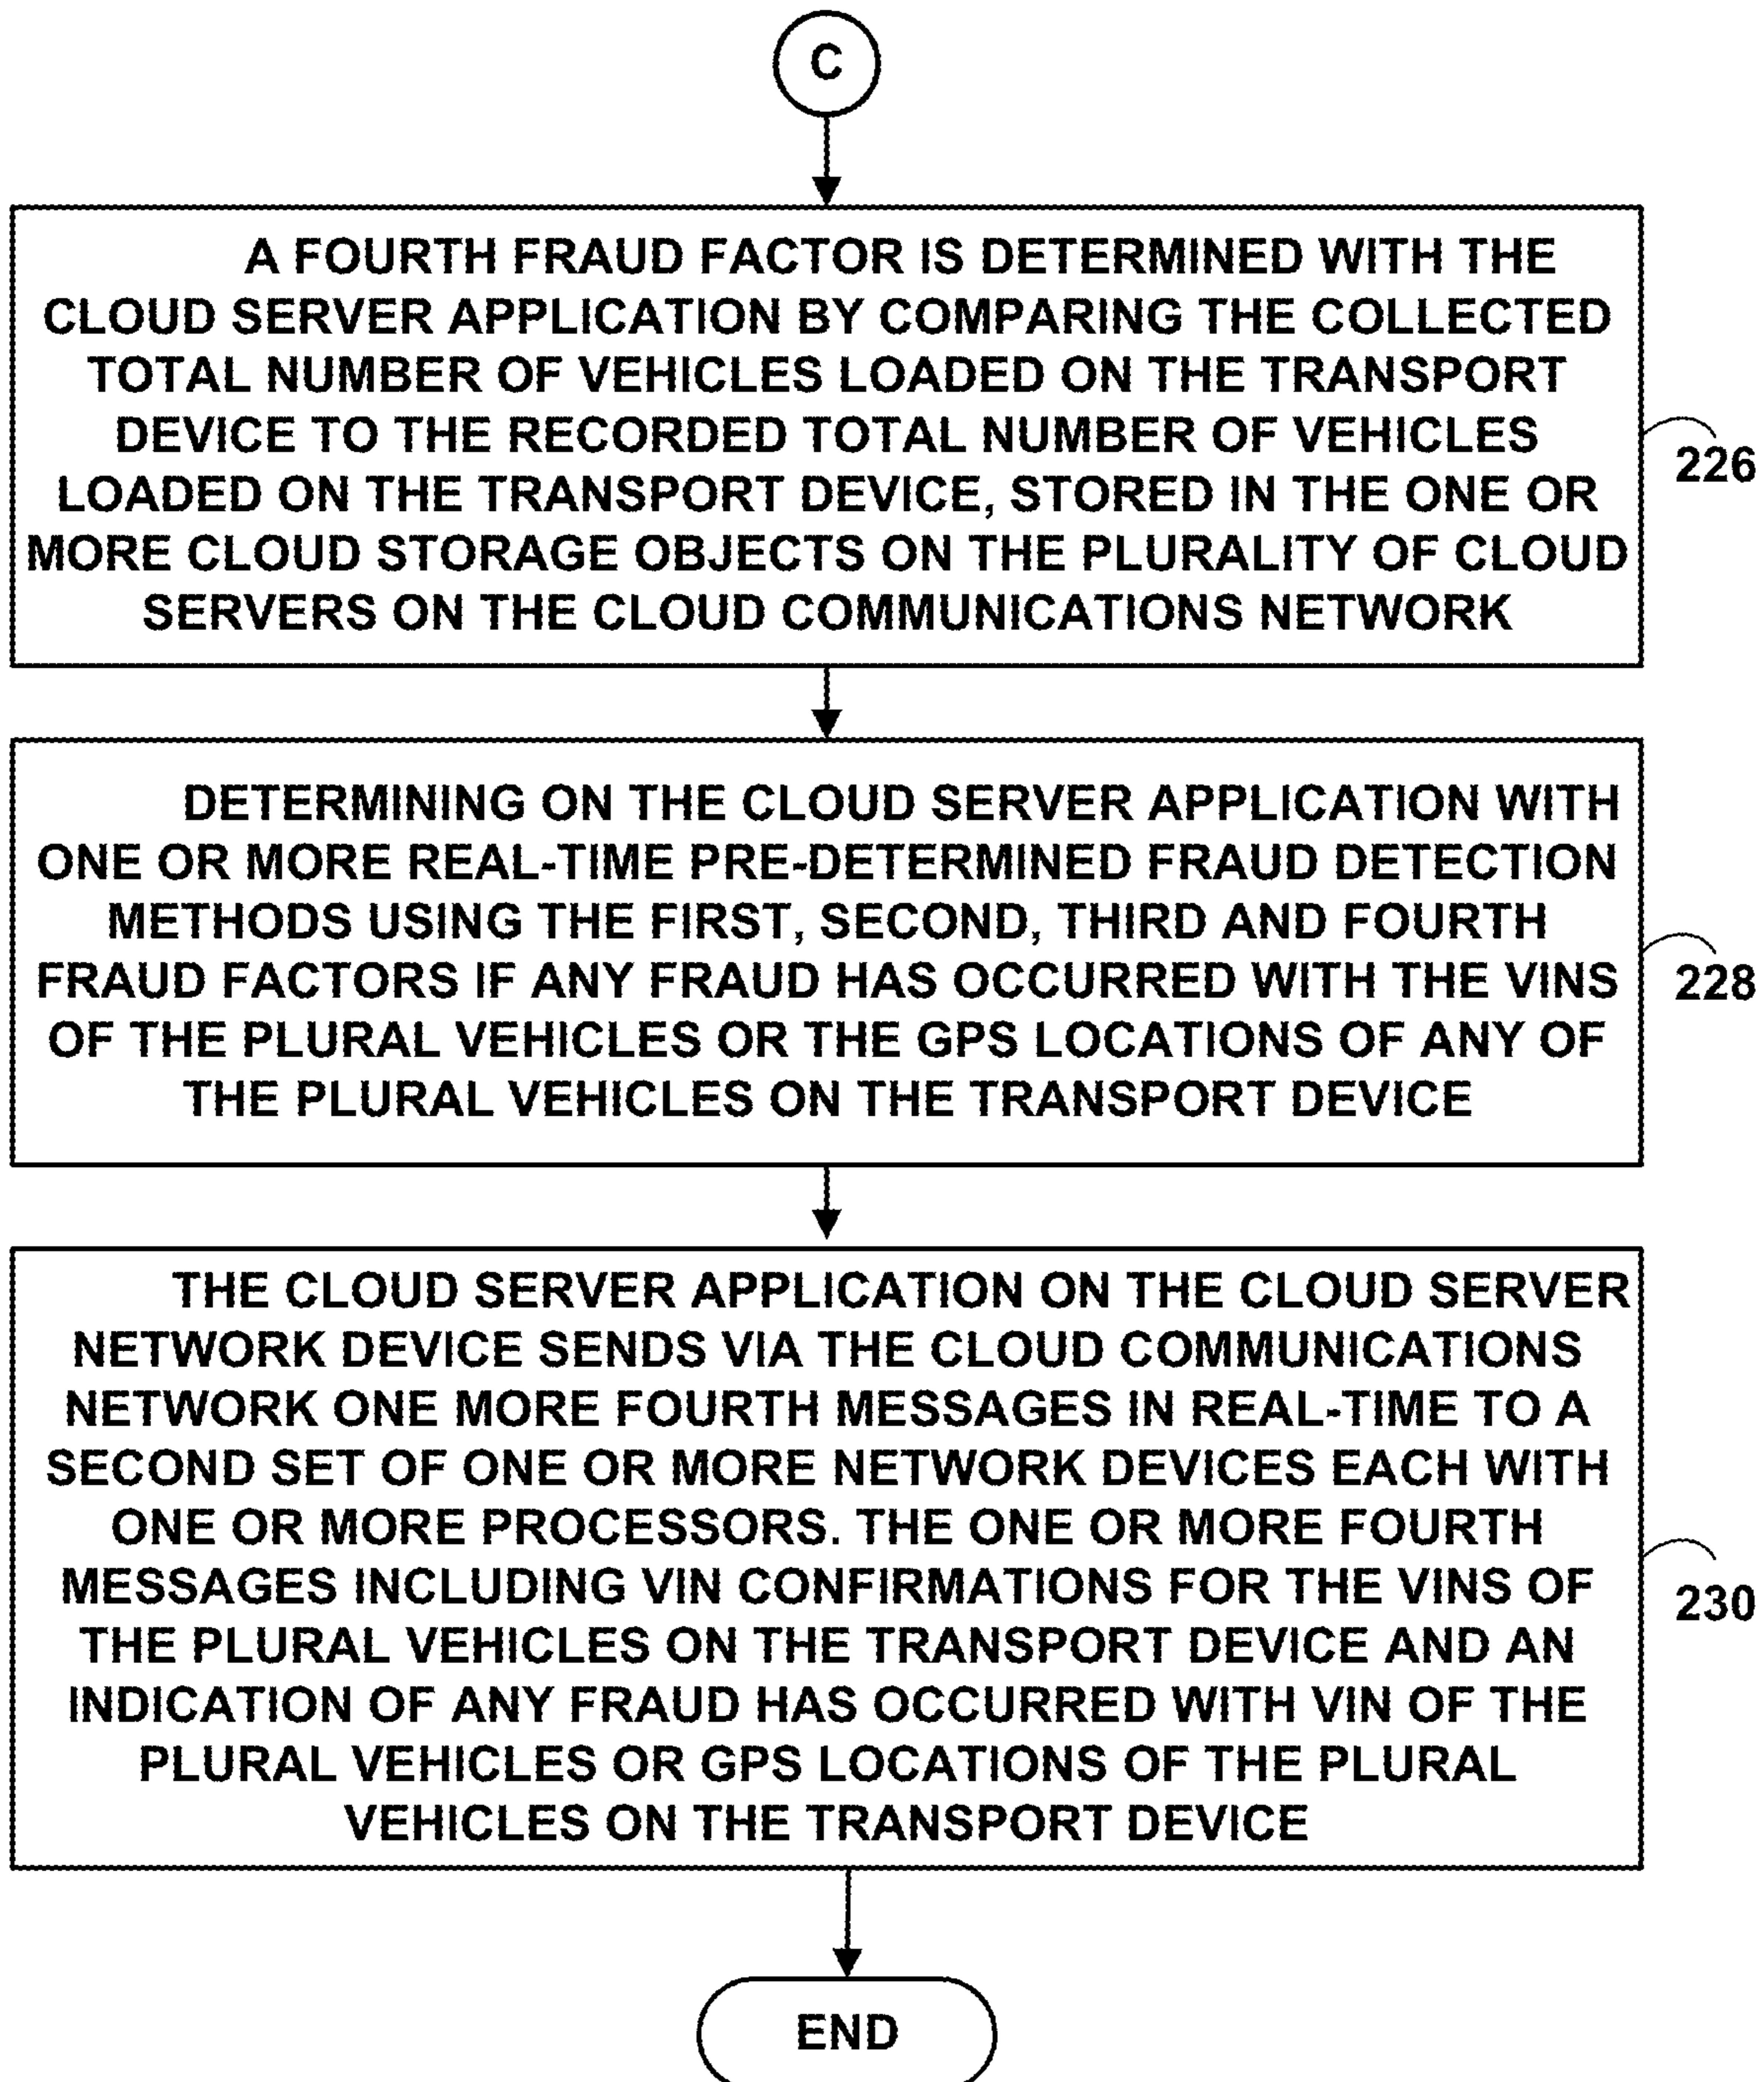 C
A FOURTH FRAUD FACTOR IS DETERMINED WITH THE
CLOUD SERVER APPLICATION BY COMPARING THE COLLECTED
TOTAL NUMBER OF VEHICLES LOADED ON THE TRANSPORT
DEVICE TO THE RECORDED TOTAL NUMBER OF VEHICLES
LOADED ON THE TRANSPORT DEVICE, STORED IN THE ONE OR
MORE CLOUD STORAGE OBJECTS ON THE PLURALITY OF CLOUD
SERVERS ON THE CLOUD COMMUNICATIONS NETWORK
226
DETERMINING ON THE CLOUD SERVER APPLICATION WITH
ONE OR MORE REAL-TIME PRE-DETERMINED FRAUD DETECTION
METHODS USING THE FIRST, SECOND, THIRD AND FOURTH
FRAUD FACTORS IF ANY FRAUD HAS OCCURRED WITH THE VINS
OF THE PLURAL VEHICLES OR THE GPS LOCATIONS OF ANY OF
THE PLURAL VEHICLES ON THE TRANSPORT DEVICE
228
THE CLOUD SERVER APPLICATION ON THE CLOUD SERVER
NETWORK DEVICE SENDS VIA THE CLOUD COMMUNICATIONS
NETWORK ONE MORE FOURTH MESSAGES IN REAL-TIME TO A
SECOND SET OF ONE OR MORE NETWORK DEVICES EACH WITH
ONE OR MORE PROCESSORS. THE ONE OR MORE FOURTH
MESSAGES INCLUDING VIN CONFIRMATIONS FOR THE VINS OF
THE PLURAL VEHICLES ON THE TRANSPORT DEVICE AND AN
INDICATION OF ANY FRAUD HAS OCCURRED WITH VIN OF THE
PLURAL VEHICLES OR GPS LOCATIONS OF THE PLURAL
VEHICLES ON THE TRANSPORT DEVICE
230
END